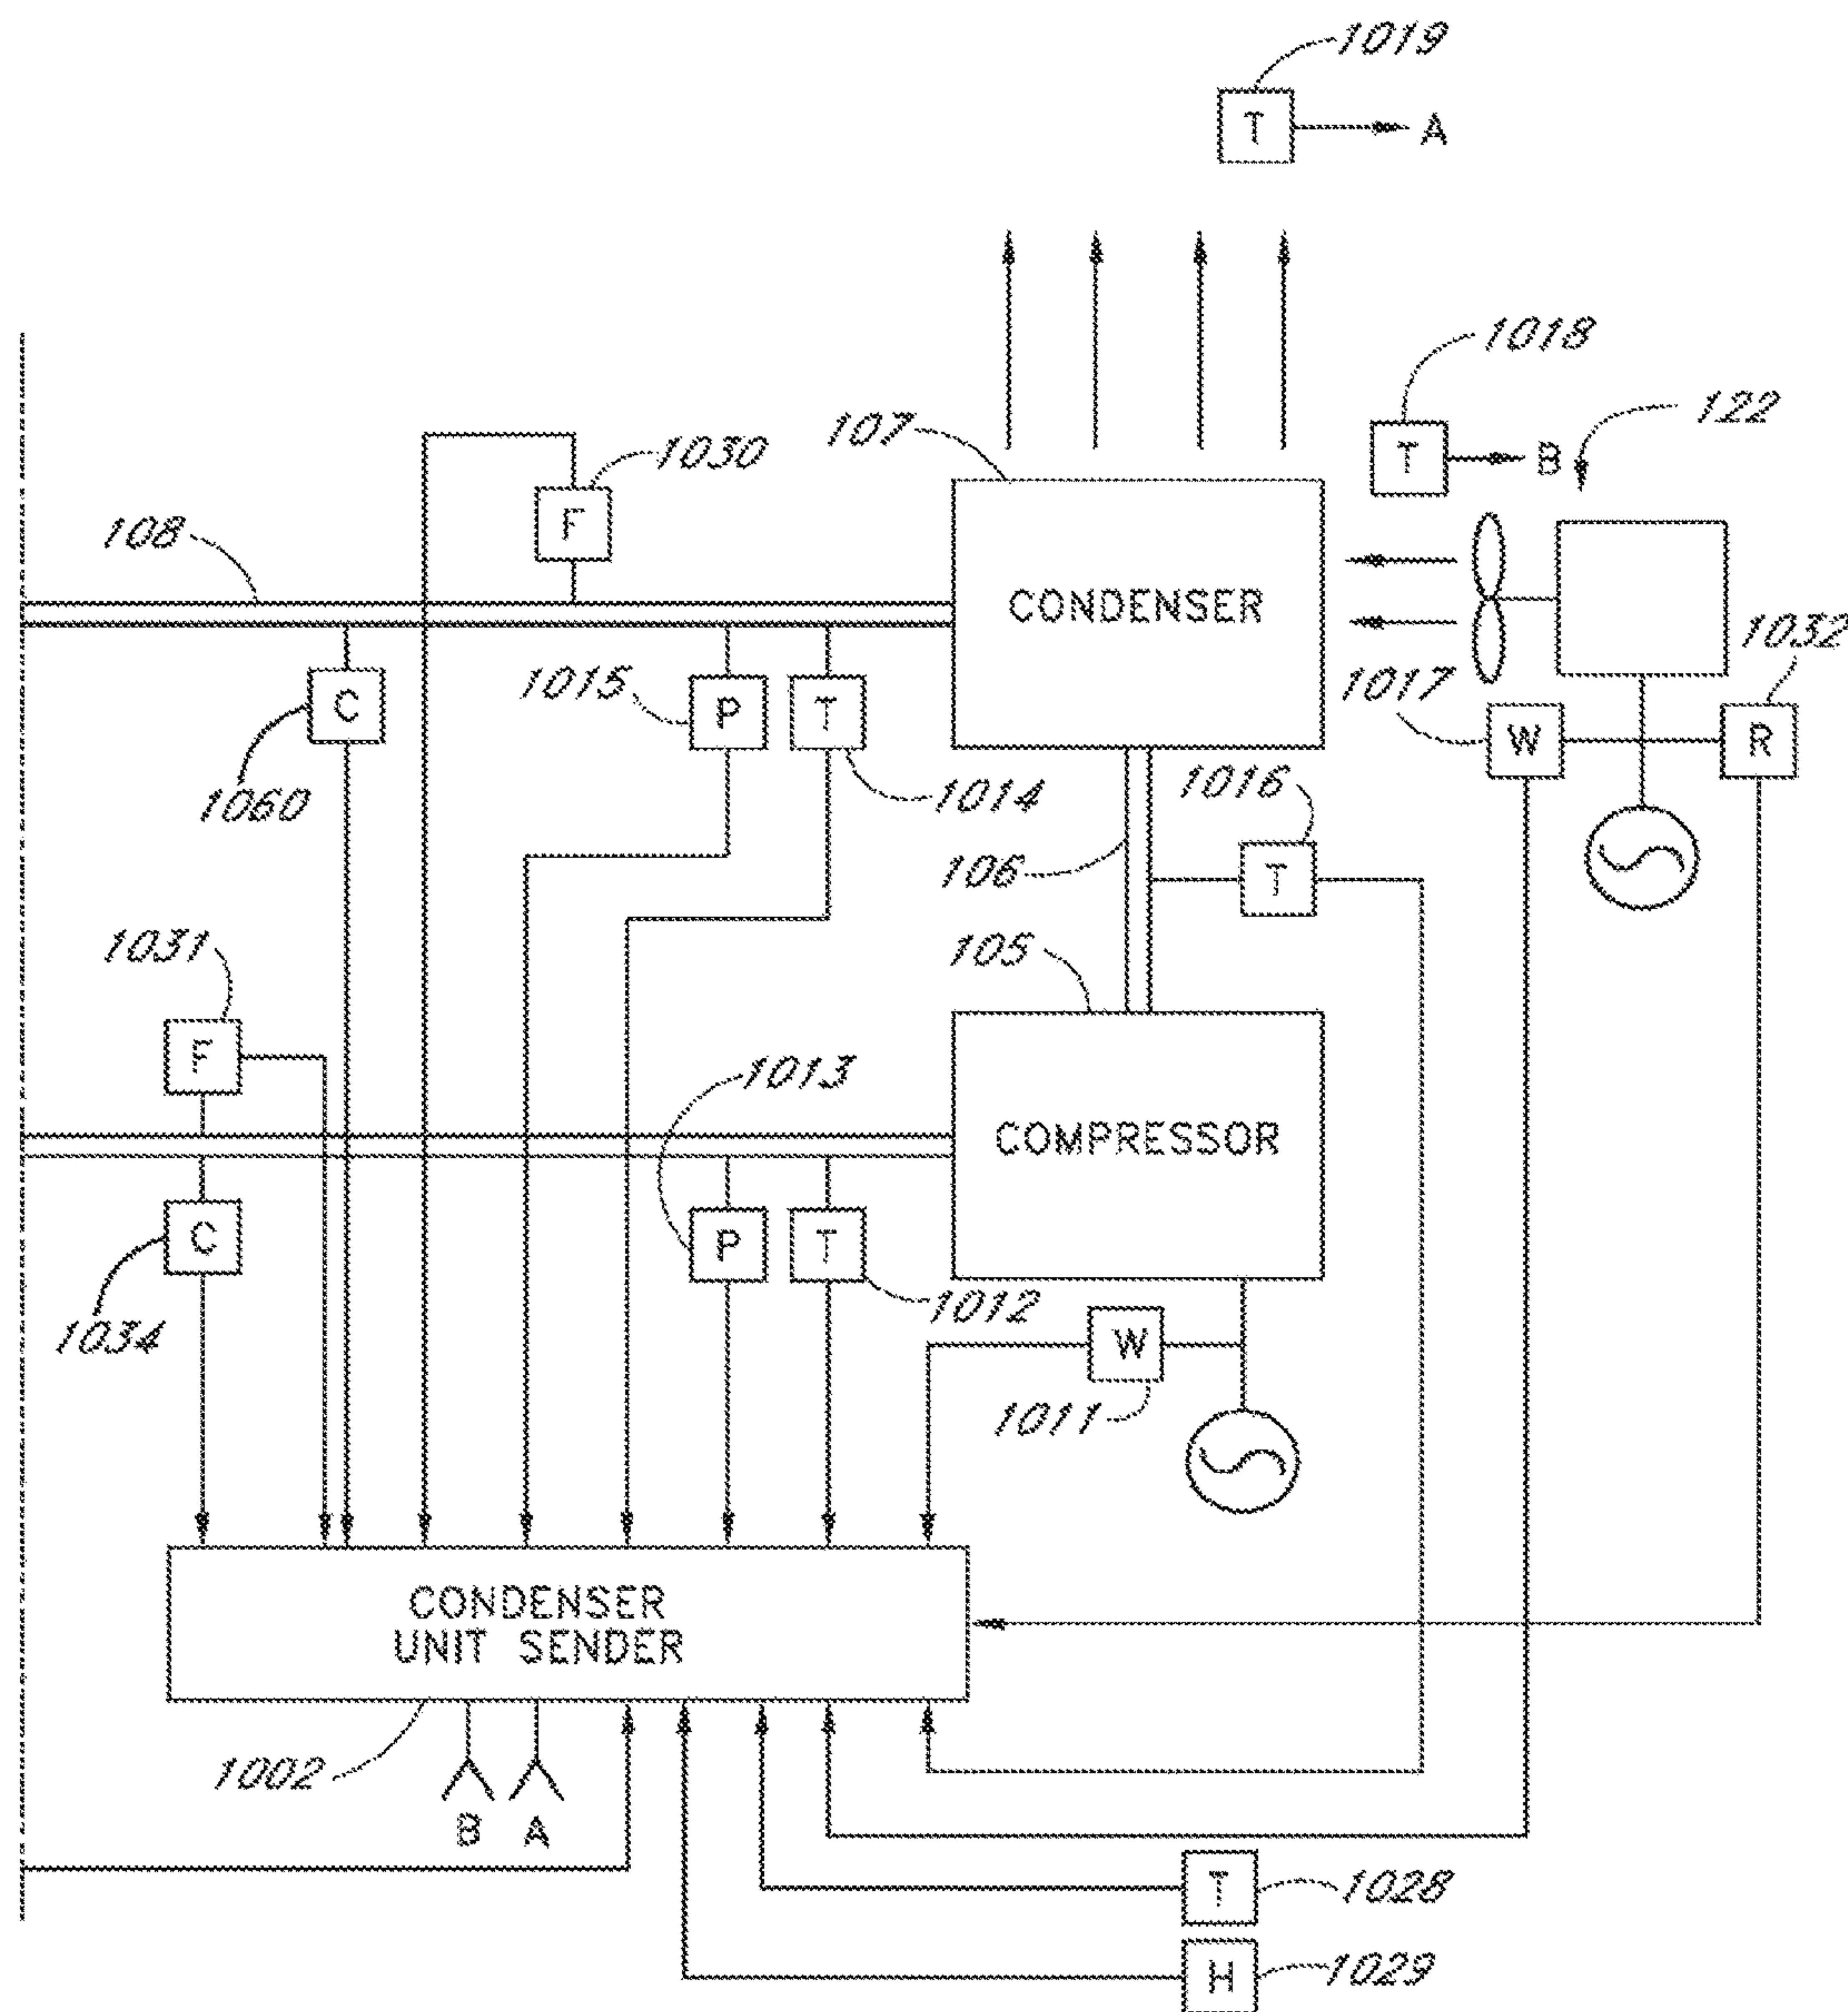 1019
T
A
1018
107
122
T
B
1030
F
108
CONDENSER
1032
1015
1017
C
P
T
W
R
1060
1014
1016
106
T
1031
105
F
1013
COMPRESSOR
C
P
T
1034
1012
W
1011
CONDENSER
UNIT SENDER
1002
B
A
T
1028
H
1029